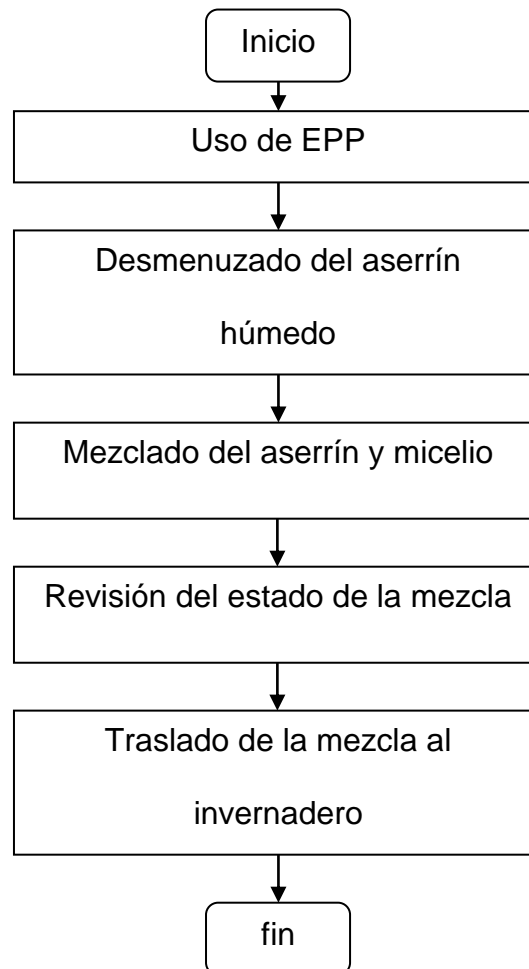 Inicio
Uso de EPP
Desmenuzado del aserrín
húmedo
Mezclado del aserrín y micelio
Revisión del estado de la mezcla
Traslado de la mezcla al
invernadero
fin